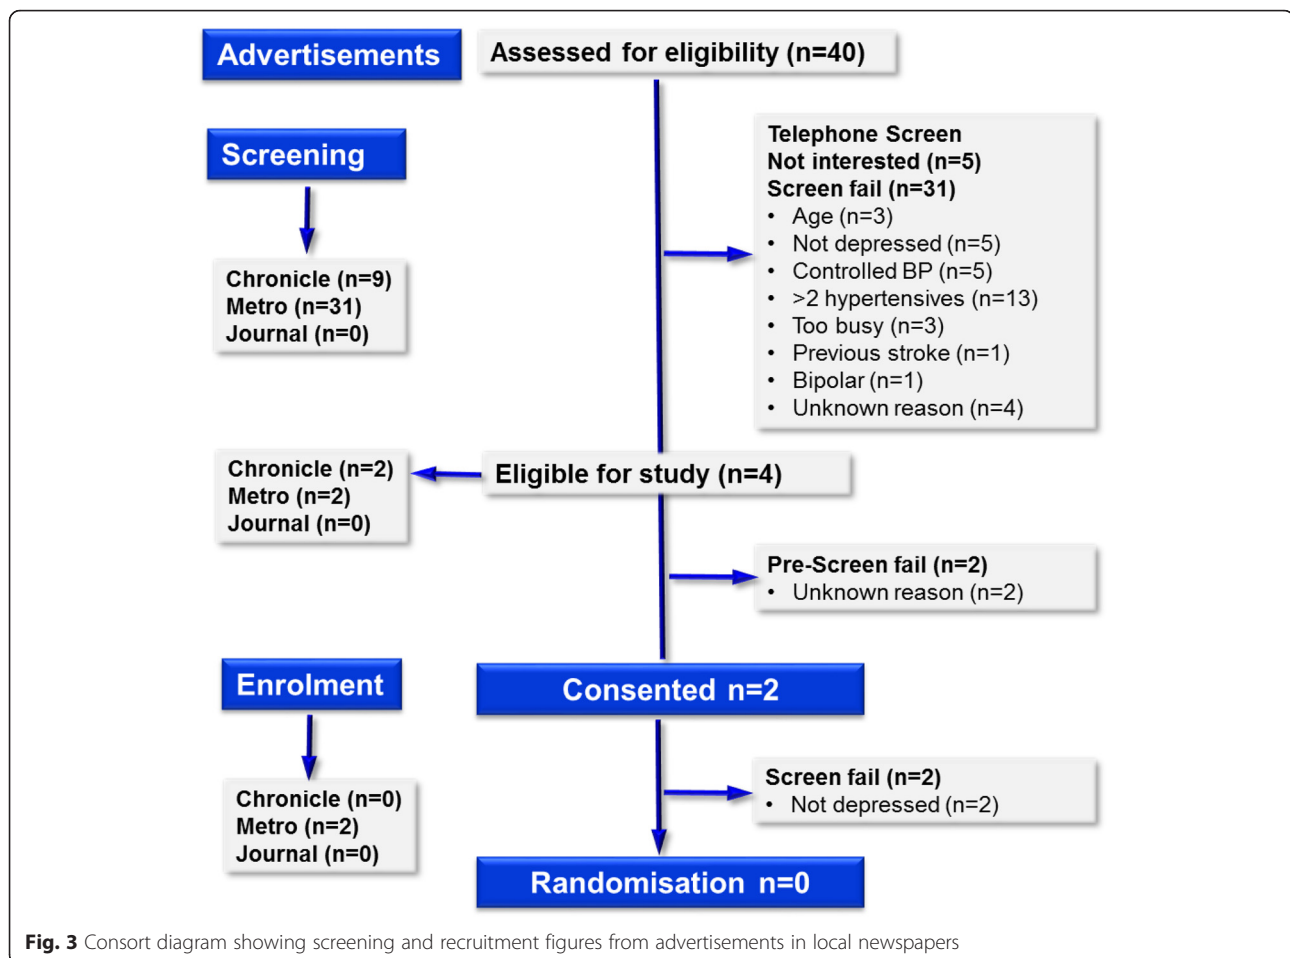 Advertisements
Assessed for eligibility (n=40)
Screening
Telephone Screen
Not interested (n=5)
Screen fail (n=31)
• Age (n=3)
• Not depressed (n=5)
• Controlled BP (n=5)
• >2 hypertensives (n=13)
• Too busy (n=3)
• Previous stroke (n=1)
• Bipolar (n=1)
• Unknown reason (n=4)
Chronicle (n=9)
Metro (n=31)
Journal (n=0)
Eligible for study (n=4)
Chronicle (n=2)
Metro (n=2)
Journal (n=0)
Pre-Screen fail (n=2)
• Unknown reason (n=2)
Enrolment
Consented n=2
Chronicle (n=0)
Metro (n=2)
Journal (n=0)
Screen fail (n=2)
• Not depressed (n=2)
Randomisation n=0
Fig. 3 Consort diagram showing screening and recruitment figures from advertisements in local newspapers